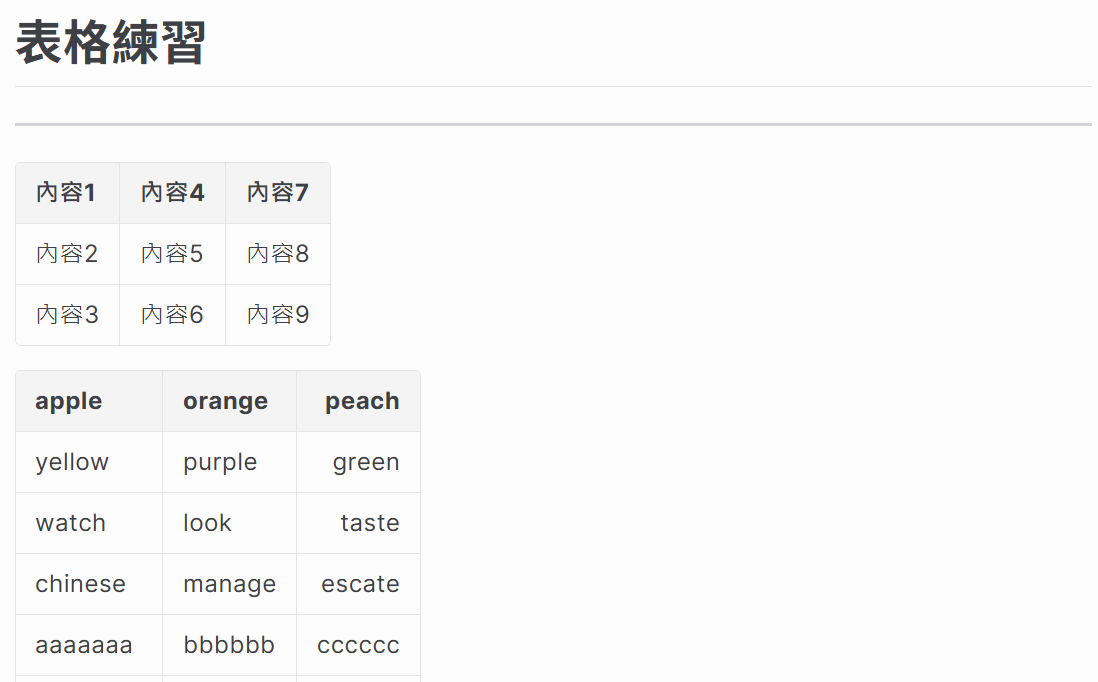 表格練習
內容1 內容4 內容7
內容2 內容5 內容8
內容3 內容6 內容9
apple orange peach
yellow purple green
watch look taste
chinese manage escate
aaaaaaa bbbbbb cccccc